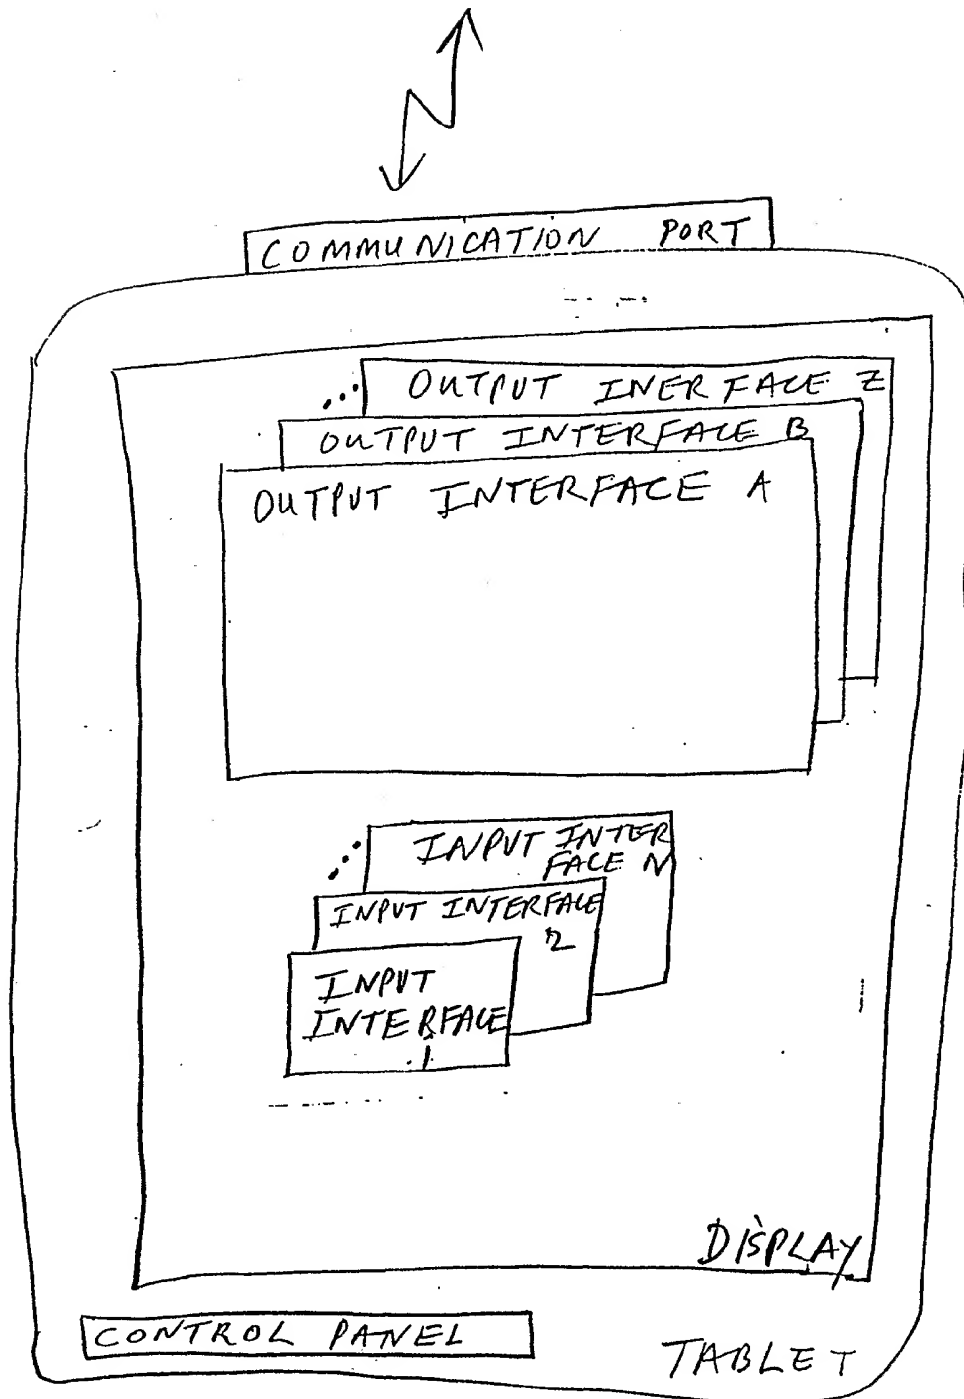 COMMUNICATION PORT
OUTPUT INERFACE Z
OUTPUT INTERFACE B
OUTPUT INTERFACE A
INPUT INTER
FACE N
INPUT INTERFACE
2
INPUT
INTERFACE
1
DISPLAY
CONTROL PANEL
TABLET